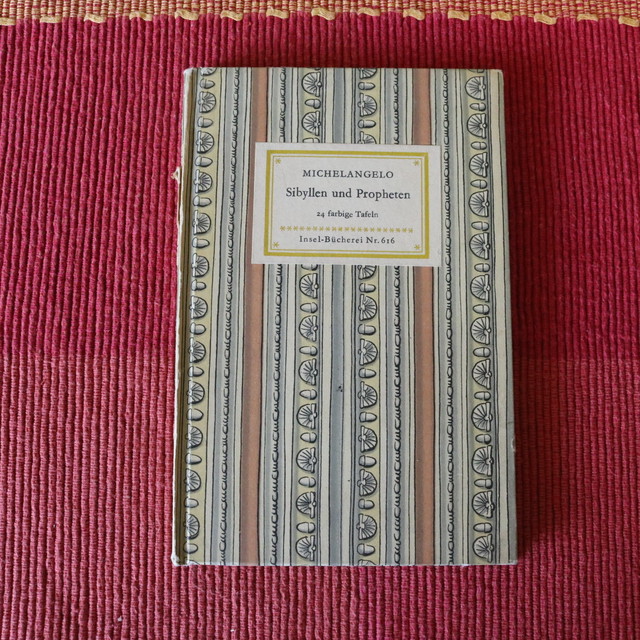 MICHELANGELO
Sibyllen und Propheten
24 farbige Tafeln
Insel-Bücherei Nr. 616